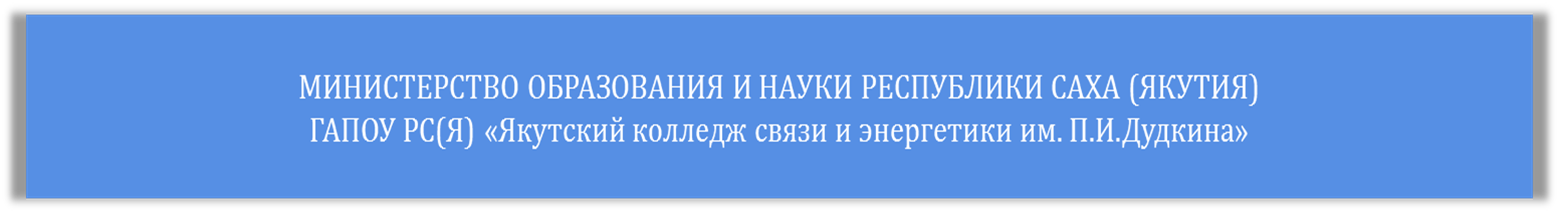 МИНИСТЕРСТВО ОБРАЗОВАНИЯ И НАУКИ РЕСПУБЛИКИ САХА (ЯКУТИЯ)
ГАПОУ РС(Я) «Якутский колледж связи и энергетики им. П.И.Дудкина»